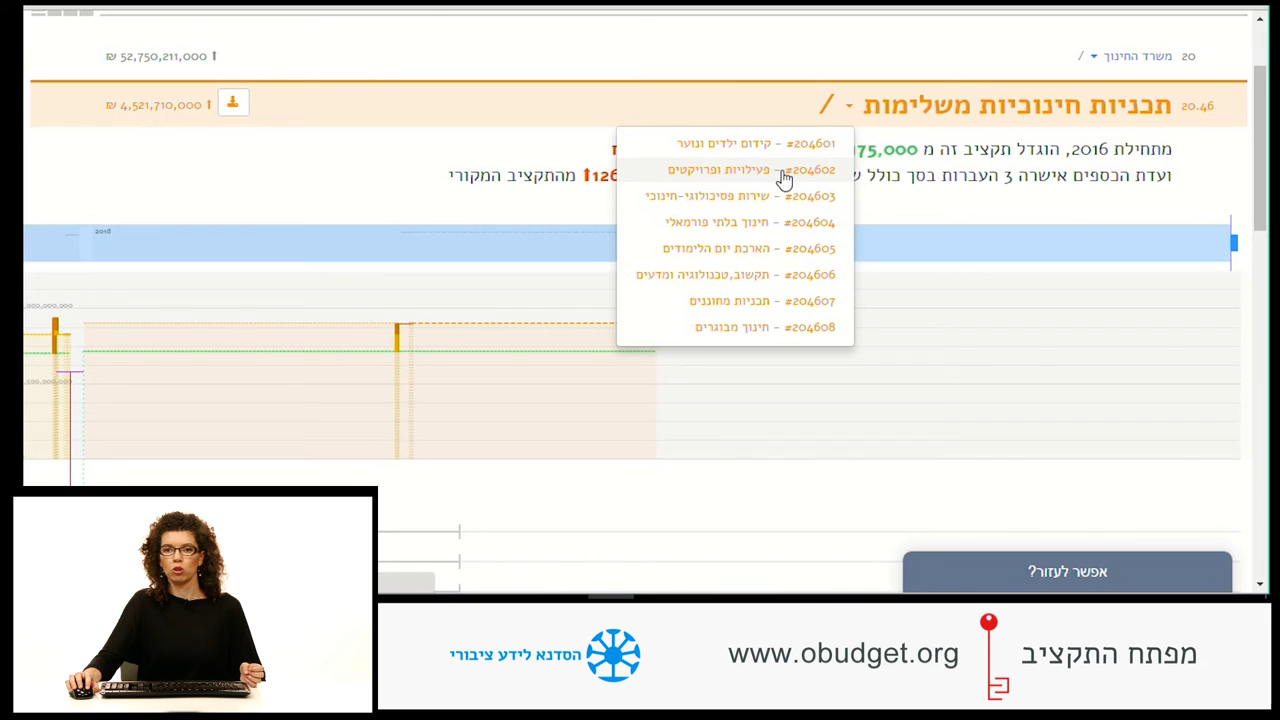 20 משרד החינוך /
₪ 52,750,211,000
20.46 תכניות חינוכיות משלימות /
₪ 4,521,710,000
מתחילת 2016, הוגדל תקציב זה מ 175,000
ועדת הכספים אישרה 3 העברות בסך כולל ש 126 מהתקציב המקורי
#204601 - קידום ילדים ונוער
#204602 - פעילויות ופרויקטים
#204603 - שירות פסיכולוגי-חינוכי
#204604 - חינוך בלתי פורמאלי
#204605 - הארכת יום הלימודים
#204606 - תקשוב,טכנולוגיה ומדעים
#204607 - תכניות מחוננים
#204608 - חינוך מבוגרים
2016
אפשר לעזור?
מפתח התקציב
www.obudget.org
הסדנא לידע ציבורי